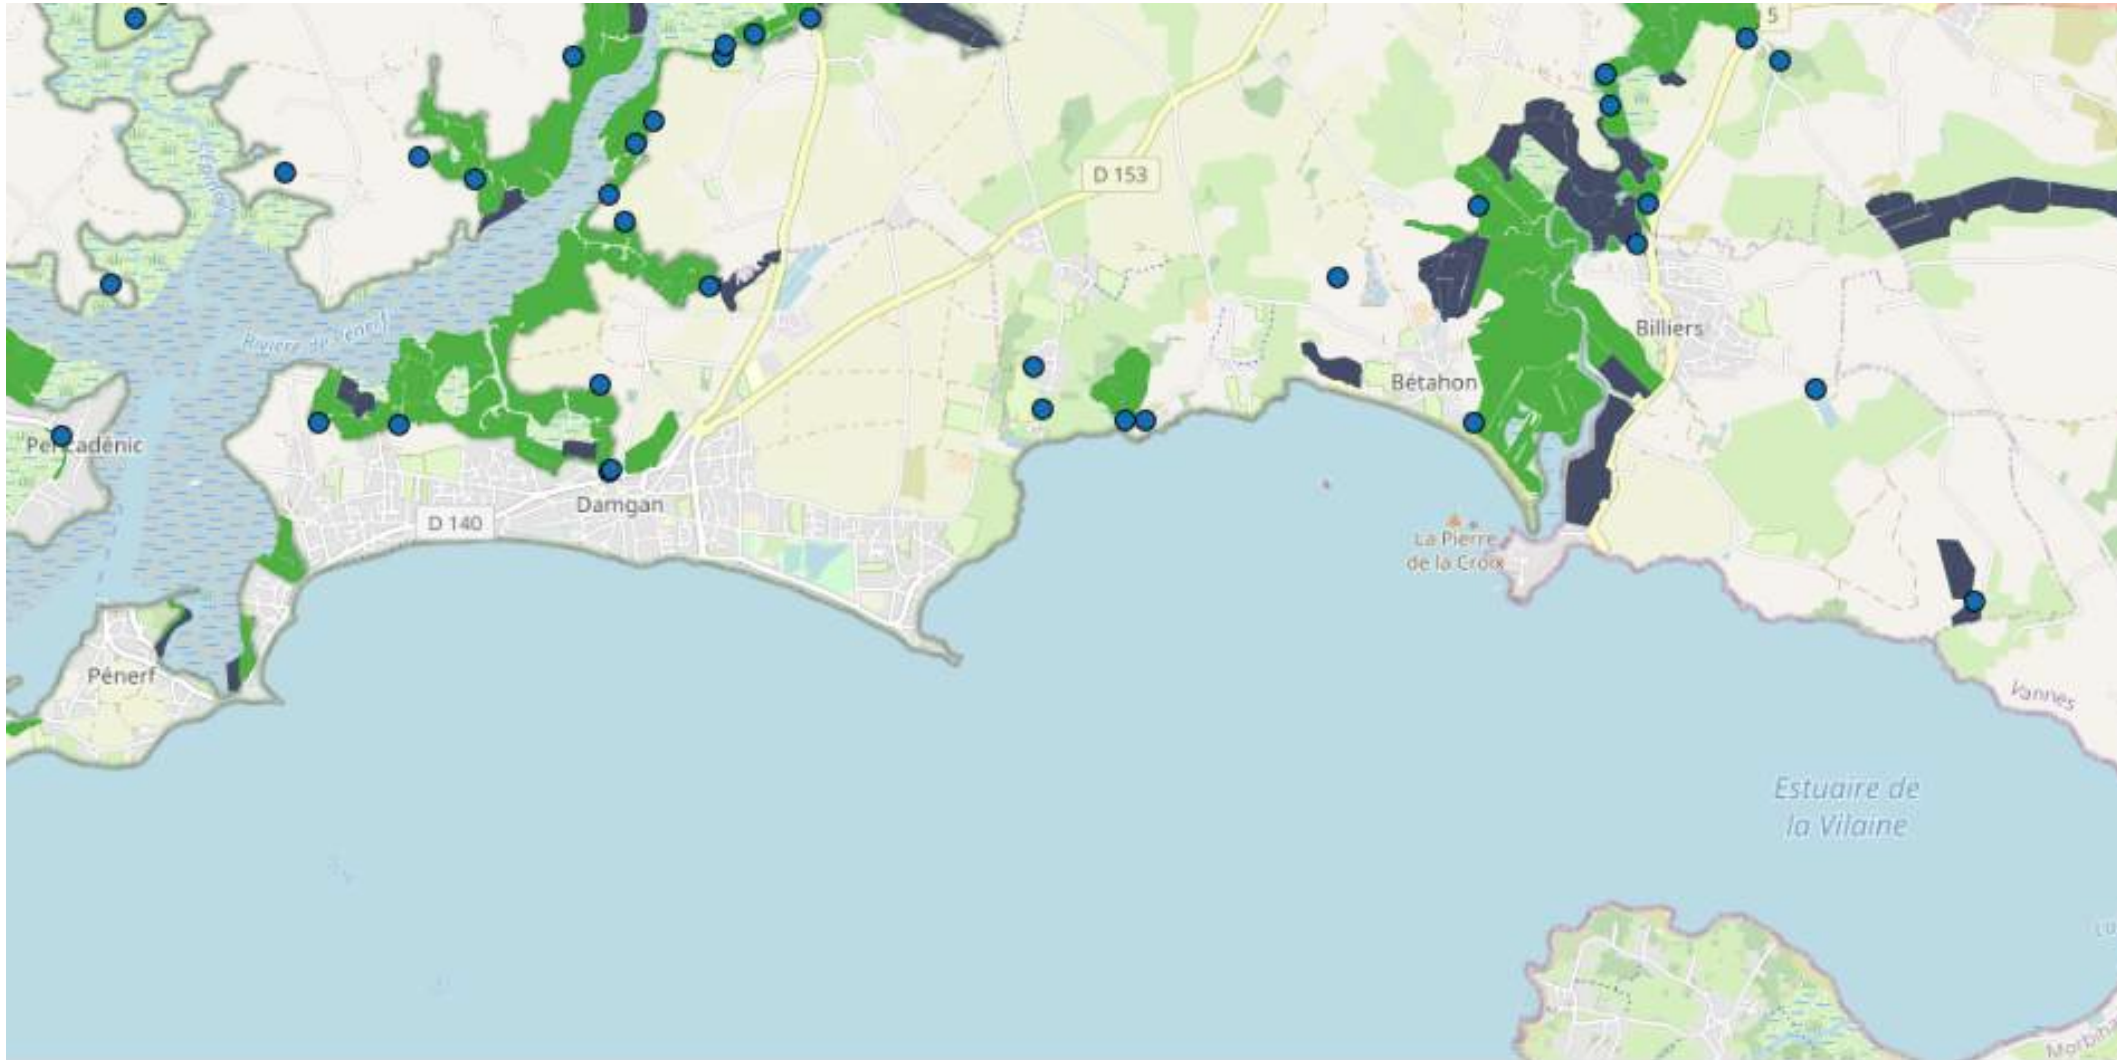 5
D 153
Rivière de Pénerf
Billiers
Bétahon
Damgan
D 140
La Pierre
de la Croix
Pénerf
Vannes
Estuaire de
la Vilaine